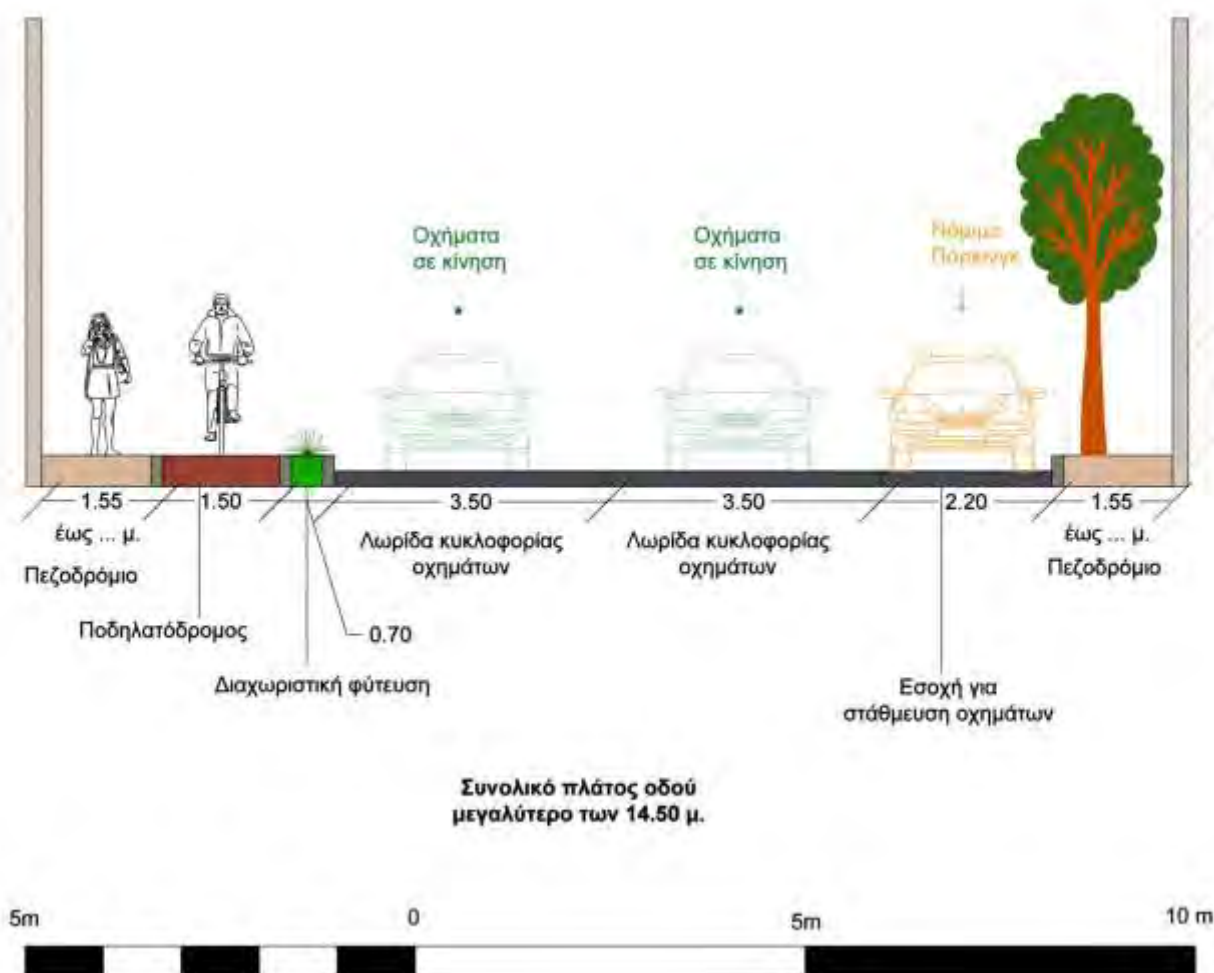 Οχήματα
σε κίνηση
Οχήματα
σε κίνηση
Νόμιμο
Πάρκινγκ
1.55
1.50
3.50
3.50
2.20
1.55
έως ... μ.
Πεζοδρόμιο
Λωρίδα κυκλοφορίας
οχημάτων
Λωρίδα κυκλοφορίας
οχημάτων
έως ... μ.
Πεζοδρόμιο
Ποδηλατόδρομος
0.70
Διαχωριστική φύτευση
Εσοχή για
στάθμευση οχημάτων
Συνολικό πλάτος οδού
μεγαλύτερο των 14.50 μ.
5m
0
5m
10 m